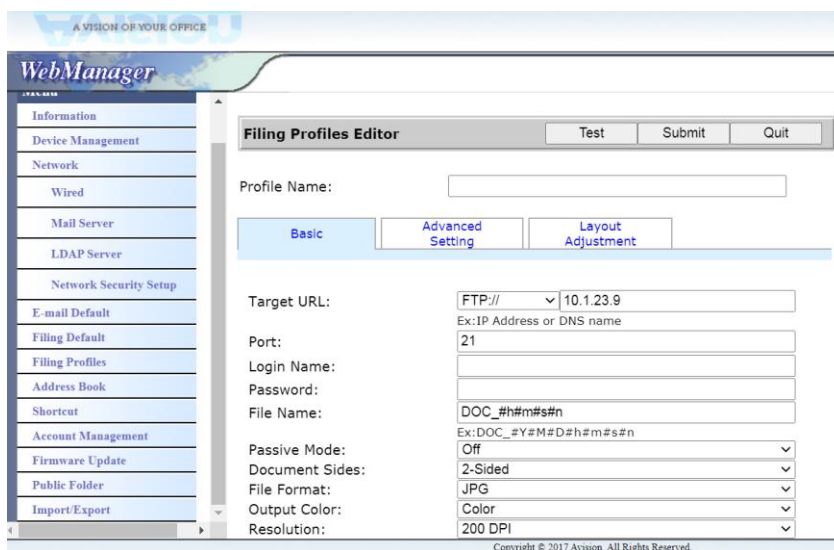 A VISION OF YOUR OFFICE
WebManager
Menu
Information
Device Management
Network
Wired
Mail Server
LDAP Server
Network Security Setup
E-mail Default
Filing Default
Filing Profiles
Address Book
Shortcut
Account Management
Firmware Update
Public Folder
Import/Export
Filing Profiles Editor Test Submit Quit
Profile Name:
Basic Advanced Setting Layout Adjustment
Target URL: FTP:// 10.1.23.9
Ex:IP Address or DNS name
Port: 21
Login Name:
Password:
File Name: DOC_#h#m#s#n
Ex:DOC_#Y#M#D#h#m#s#n
Passive Mode: Off
Document Sides: 2-Sided
File Format: JPG
Output Color: Color
Resolution: 200 DPI
Copyright © 2017 Avision. All Rights Reserved